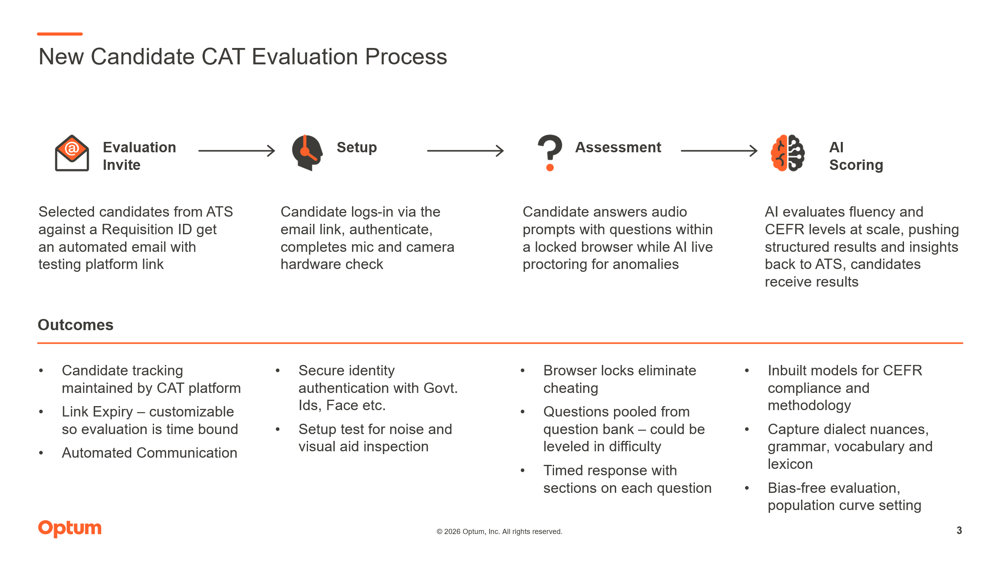 New Candidate CAT Evaluation Process
@
Evaluation
Invite
Setup
Assessment
AI
Scoring
Selected candidates from ATS
against a Requisition ID get
an automated email with
testing platform link
Candidate logs-in via the
email link, authenticate,
completes mic and camera
hardware check
Candidate answers audio
prompts with questions within
a locked browser while AI live
proctoring for anomalies
AI evaluates fluency and
CEFR levels at scale, pushing
structured results and insights
back to ATS, candidates
receive results
Outcomes
• Candidate tracking
maintained by CAT platform
• Link Expiry – customizable
so evaluation is time bound
• Automated Communication
• Secure identity
authentication with Govt.
Ids, Face etc.
• Setup test for noise and
visual aid inspection
• Browser locks eliminate
cheating
• Questions pooled from
question bank – could be
leveled in difficulty
• Timed response with
sections on each question
• Inbuilt models for CEFR
compliance and
methodology
• Capture dialect nuances,
grammar, vocabulary and
lexicon
• Bias-free evaluation,
population curve setting
Optum
© 2026 Optum, Inc. All rights reserved.
3